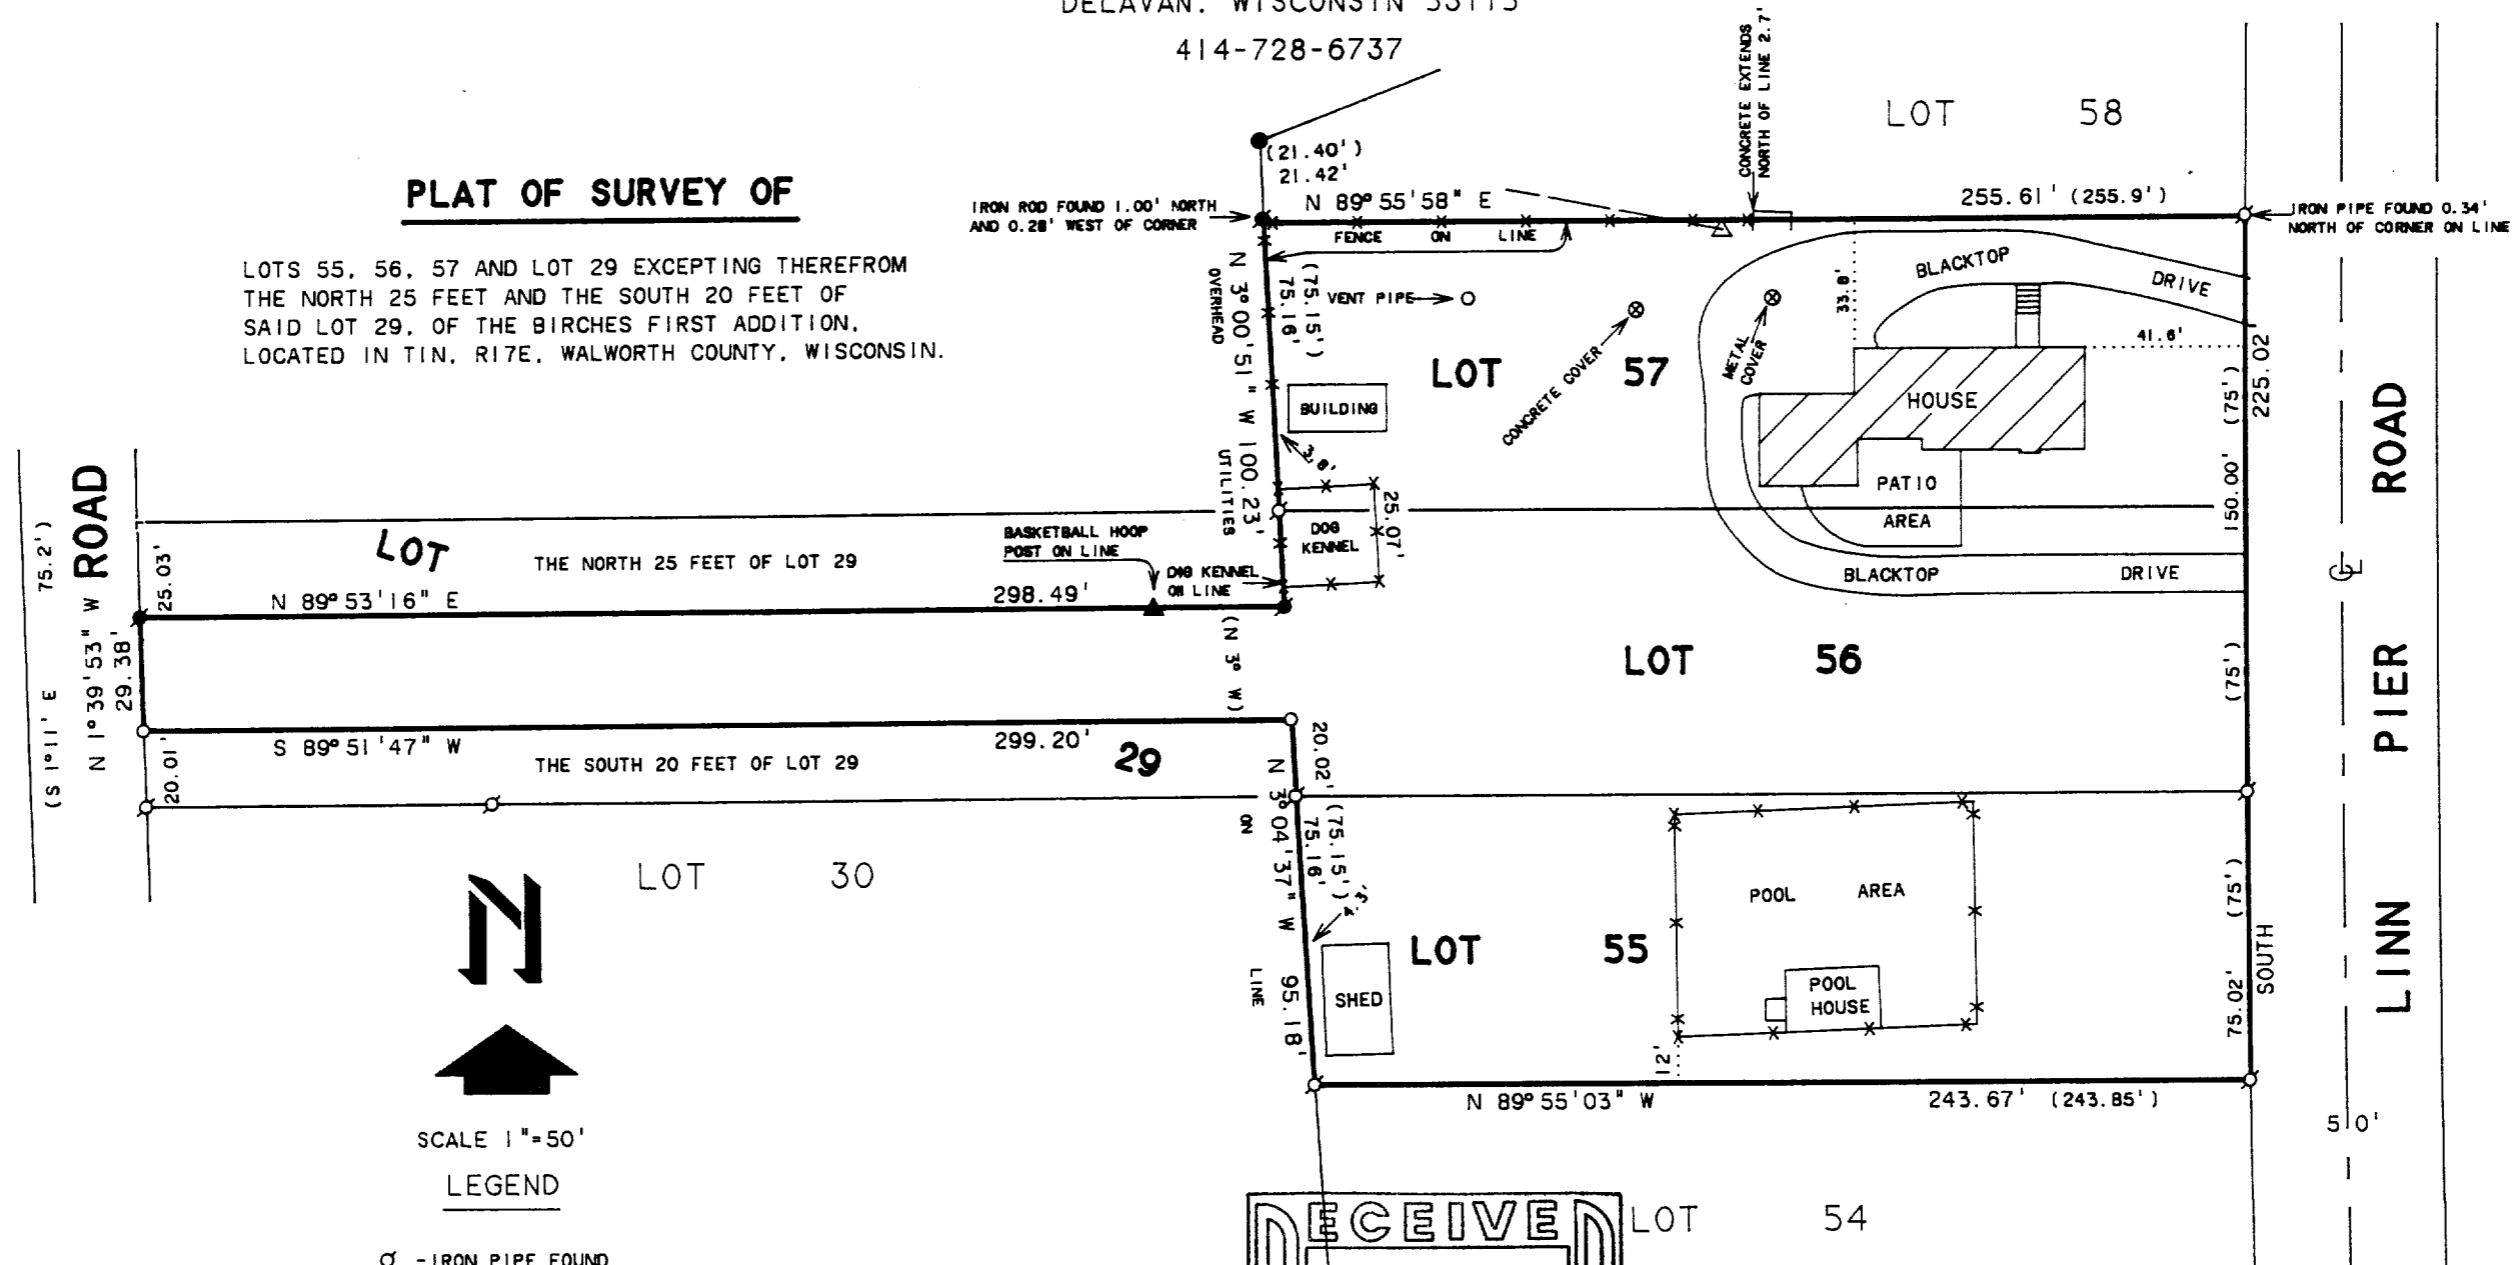 DELAVAN, WISCONSIN 53115
414-728-6737
CONCRETE EXTENDS
NORTH OF LINE 2.7'
LOT 58
(21.40')
21.42'
PLAT OF SURVEY OF
IRON ROD FOUND 1.00' NORTH
AND 0.28' WEST OF CORNER
N 89° 55'58" E
255.61' (255.9')
IRON PIPE FOUND 0.34'
NORTH OF CORNER ON LINE
FENCE ON LINE
LOTS 55, 56, 57 AND LOT 29 EXCEPTING THEREFROM
THE NORTH 25 FEET AND THE SOUTH 20 FEET OF
SAID LOT 29, OF THE BIRCHES FIRST ADDITION,
LOCATED IN T1N, R17E, WALWORTH COUNTY, WISCONSIN.
BLACKTOP DRIVE
33.8'
41.6'
VENT PIPE
(75.15')
75.16'
N 3° 00'51" W 100.23'
OVERHEAD UTILITIES ON LINE
CONCRETE COVER
METAL
COVER
LOT 57
BUILDING
3.8'
HOUSE
PATIO
AREA
225.02'
(75')
150.00'
ROAD
ROAD
75.2')
25.03'
LOT
THE NORTH 25 FEET OF LOT 29
BASKETBALL HOOP
POST ON LINE
DOG KENNEL
ON LINE
DOG
KENNEL
25.07'
BLACKTOP DRIVE
N 89° 53'16" E
298.49'
(N 3° W)
LOT 56
(75')
PIER
(S 1° 11' E
N 1° 39'53" W
29.38'
S 89° 51'47" W
299.20'
29
THE SOUTH 20 FEET OF LOT 29
20.01'
20.02'
(75.15')
75.16'
N 3° 04'37" W 95.18'
LOT 30
POOL AREA
LOT 55
(75')
75.02'
SOUTH
LINN
N
SHED
POOL
HOUSE
12'
N 89° 55'03" W
243.67' (243.85')
50'
SCALE 1"=50'
LEGEND
ECEIVE
LOT 54
-IRON PIPE FOUND